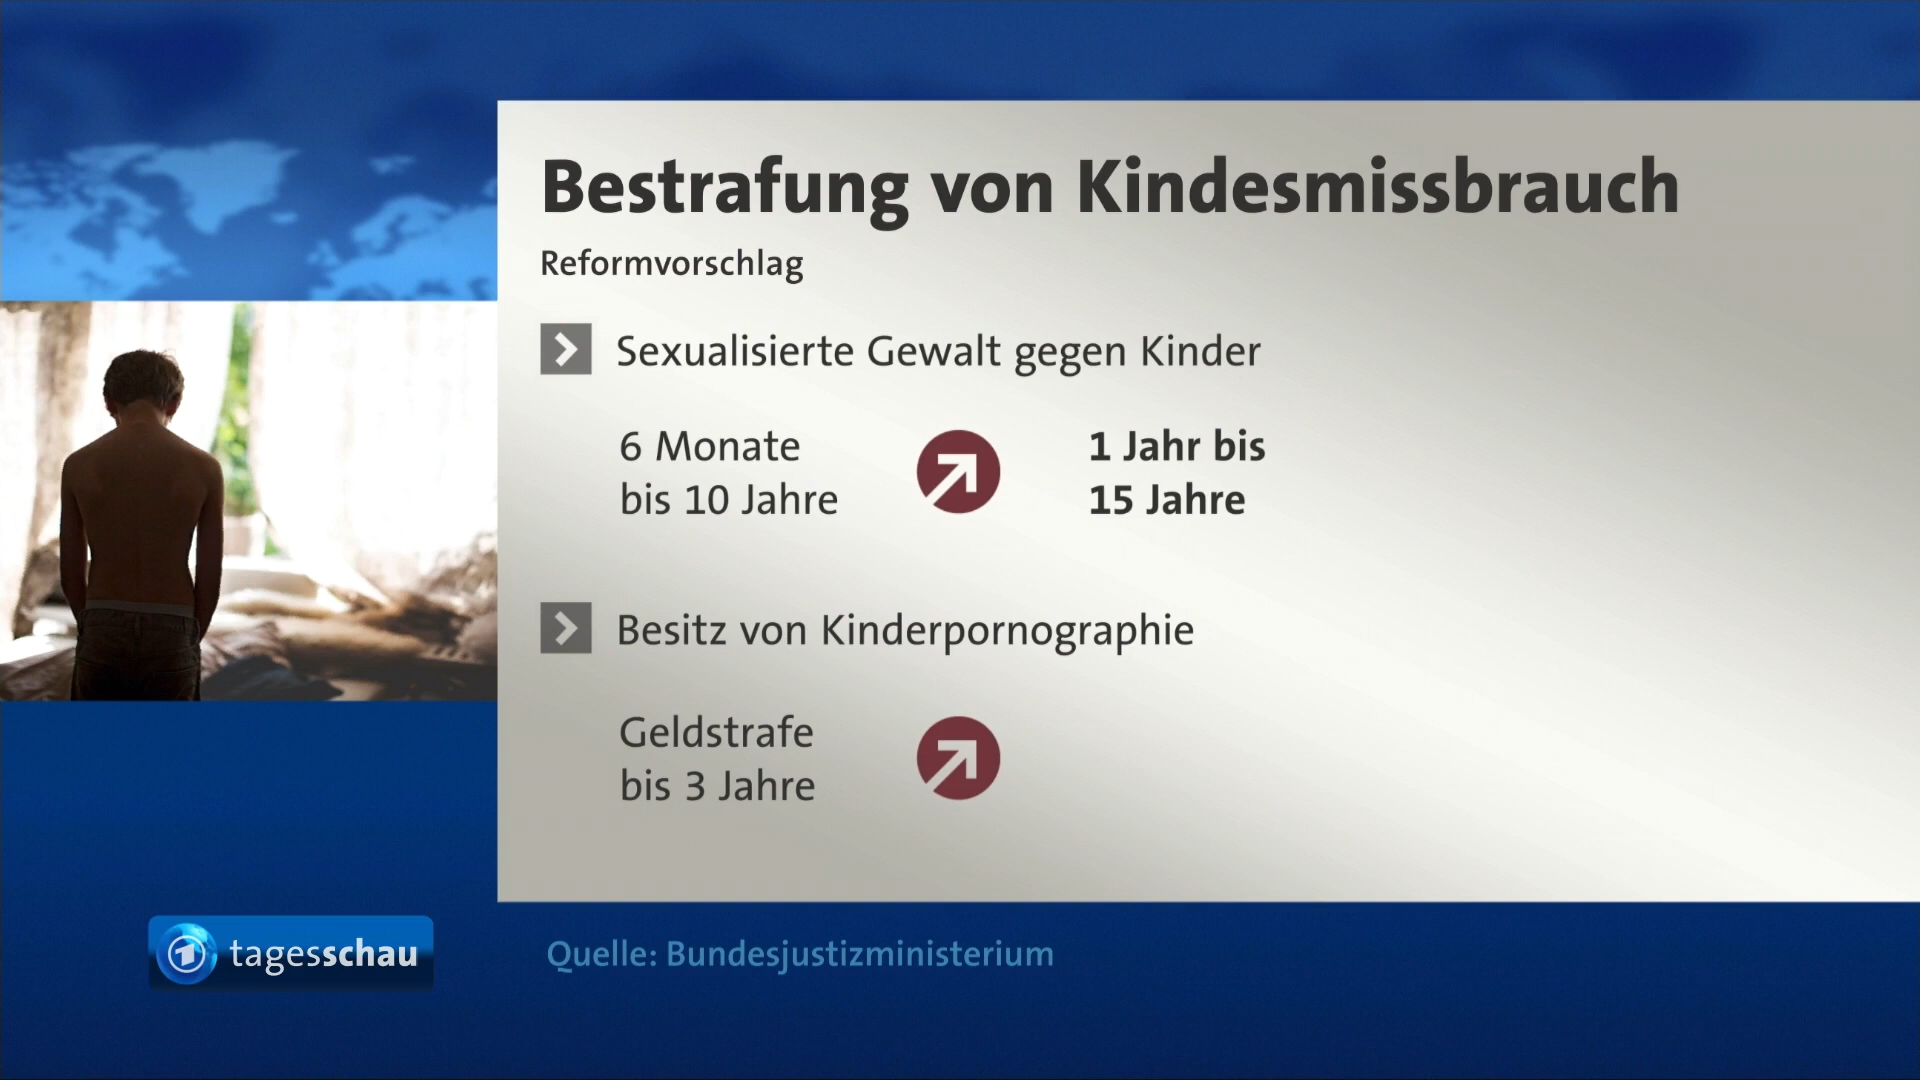 Bestrafung von Kindesmissbrauch
Reformvorschlag
Sexualisierte Gewalt gegen Kinder
6 Monate
bis 10 Jahre
1 Jahr bis
15 Jahre
Besitz von Kinderpornographie
Geldstrafe
bis 3 Jahre
1 tagesschau
Quelle: Bundesjustizministerium